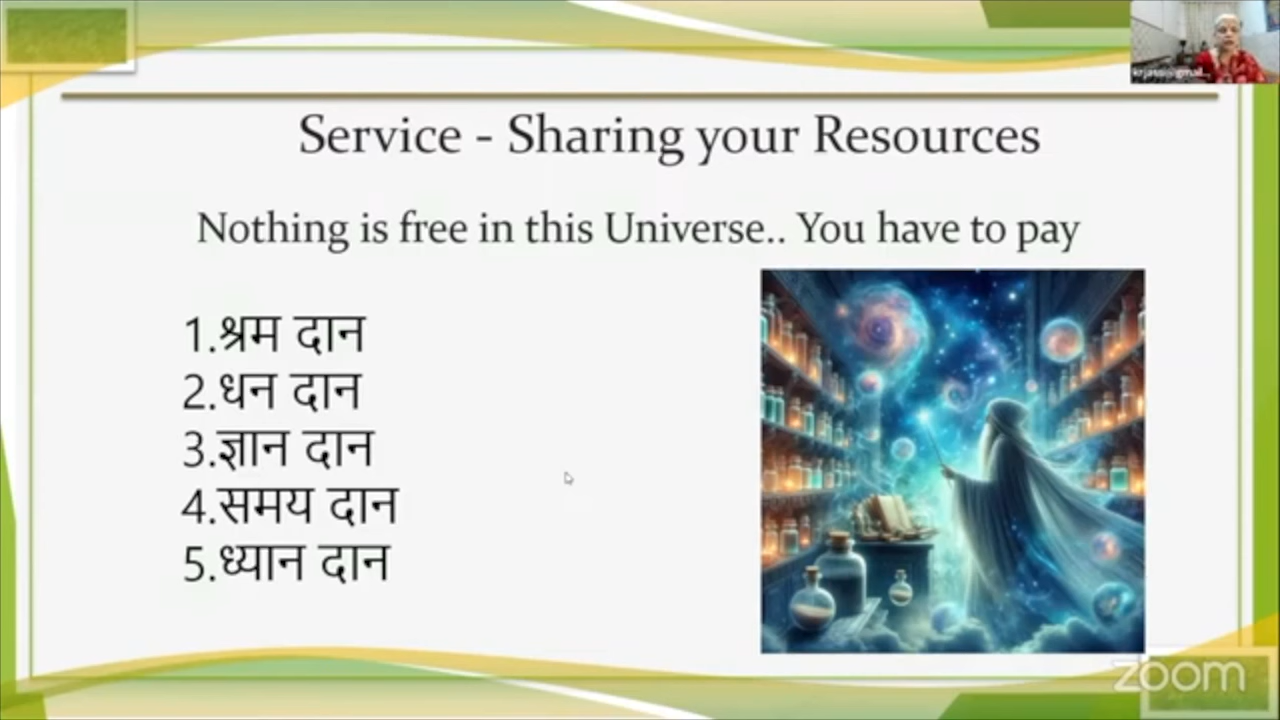 Service - Sharing your Resources
Nothing is free in this Universe.. You have to pay
1.श्रम दान
2.धन दान
3.ज्ञान दान
4.समय दान
5.ध्यान दान
zoom